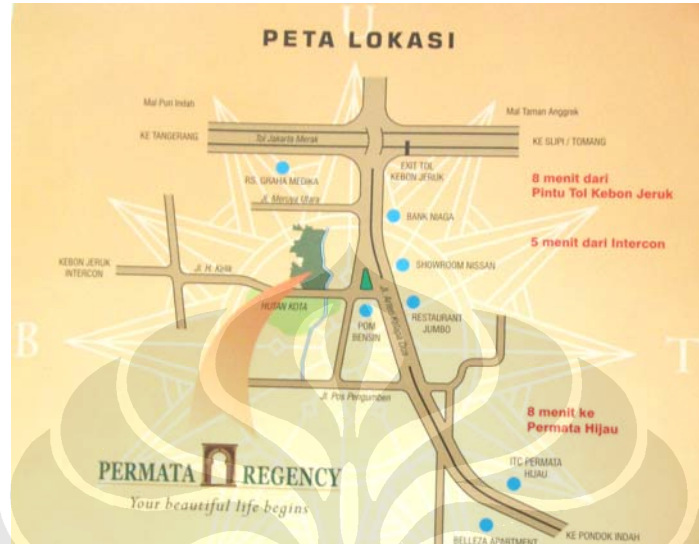 U
PETA LOKASI
Mal Puri Indah
Mal Taman Anggrek
KE TANGERANG
Tol Jakarta Merak
KE SLIPI / TOMANG
EXIT TOL
KEBON JERUK
RS. GRAHA MEDIKA
8 menit dari
Pintu Tol Kebon Jeruk
Jl. Meruya Utara
BANK NIAGA
5 menit dari Intercon
KEBON JERUK
INTERCON
Jl. H. Kelik
SHOWROOM NISSAN
HUTAN KOTA
POM
BENSIN
RESTAURANT
JUMBO
B
T
Jl. Pos Pengumben
8 menit ke
Permata Hijau
PERMATA REGENCY
Your beautiful life begins
ITC PERMATA
HIJAU
BELLEZA APARTMENT
KE PONDOK INDAH